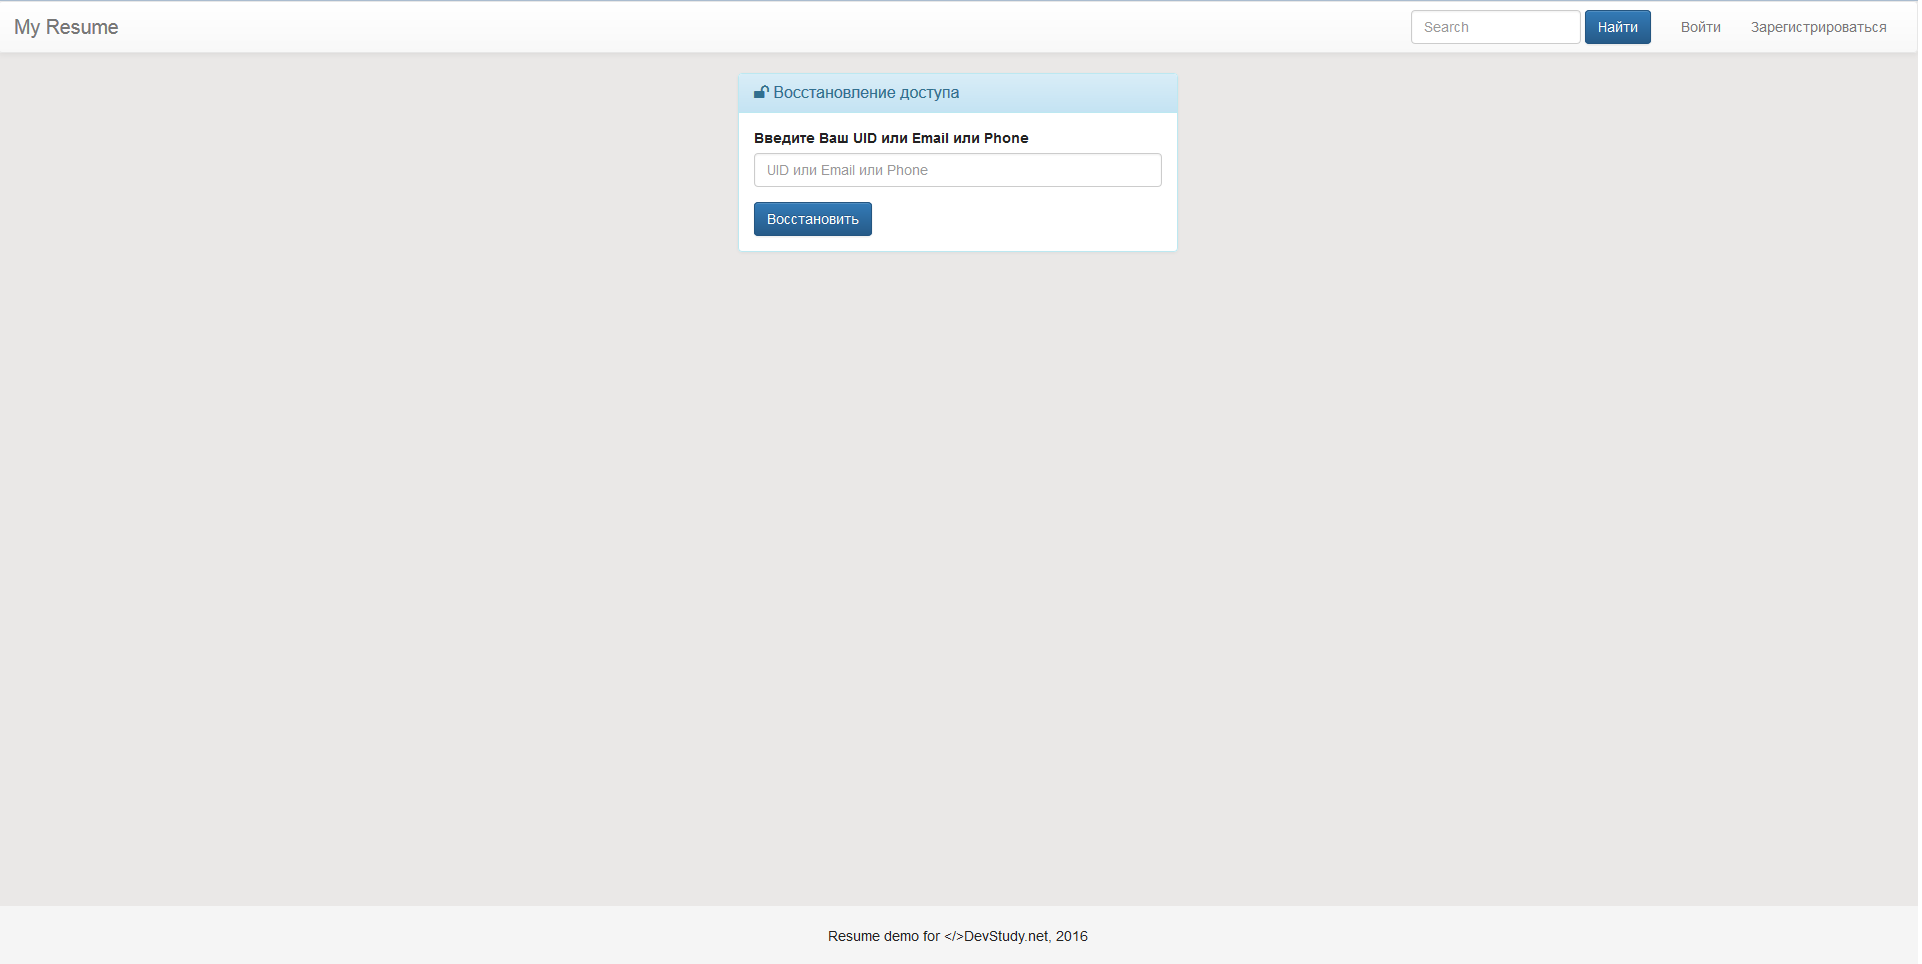 My Resume
Search
Найти
Войти
Зарегистрироваться
Восстановление доступа
Введите Ваш UID или Email или Phone
UID или Email или Phone
Восстановить
Resume demo for </>DevStudy.net, 2016